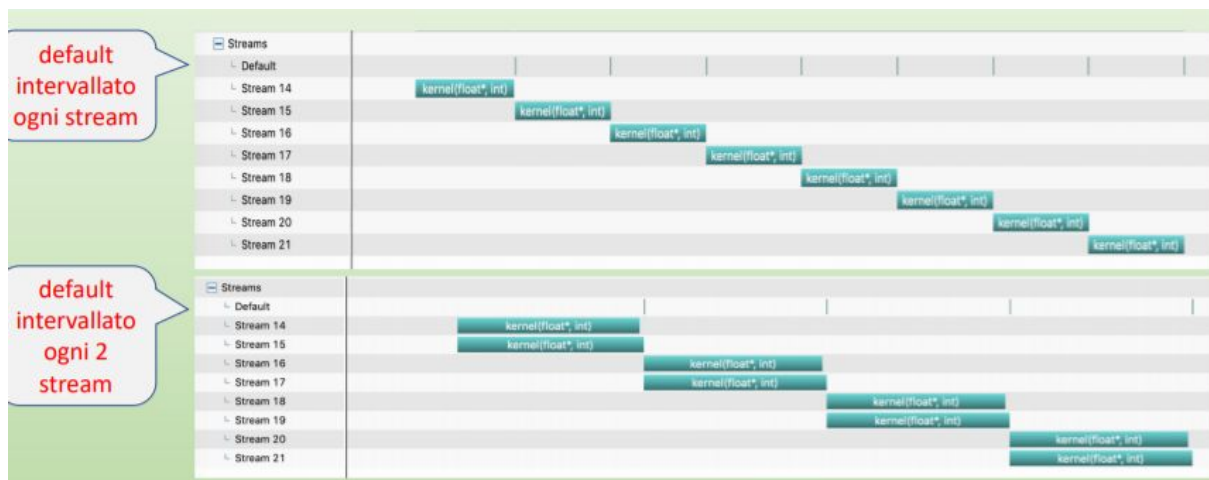 default
intervallato
ogni stream
Streams
Default
Stream 14
kernel(float*, int)
Stream 15
kernel(float*, int)
Stream 16
kernel(float*, int)
Stream 17
kernel(float*, int)
Stream 18
kernel(float*, int)
Stream 19
kernel(float*, int)
Stream 20
kernel(float*, int)
Stream 21
kernel(float*, int)
default
intervallato
ogni 2
stream
Streams
Default
Stream 14
kernel(float*, int)
Stream 15
kernel(float*, int)
Stream 16
kernel(float*, int)
Stream 17
kernel(float*, int)
Stream 18
kernel(float*, int)
Stream 19
kernel(float*, int)
Stream 20
kernel(float*, int)
Stream 21
kernel(float*, int)